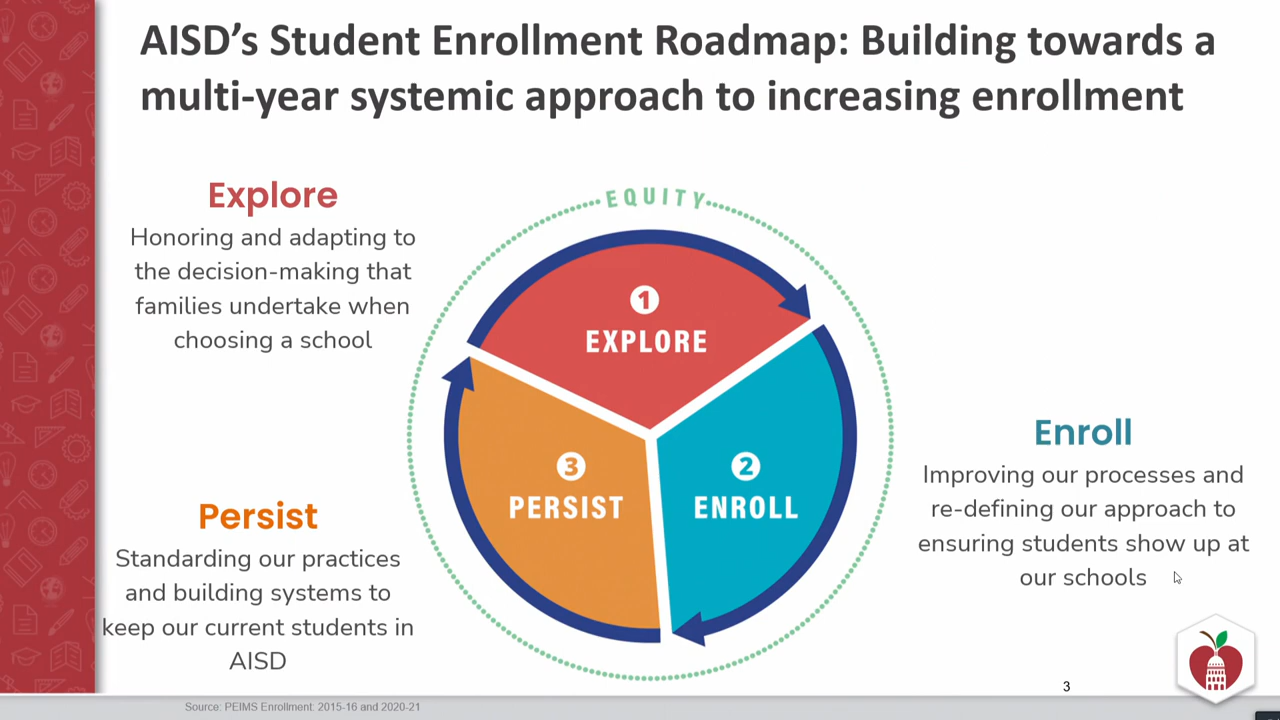 AISD’s Student Enrollment Roadmap: Building towards a
multi-year systemic approach to increasing enrollment
Explore
Honoring and adapting to
the decision-making that
families undertake when
choosing a school
EQUITY
1
EXPLORE
3
PERSIST
2
ENROLL
Enroll
Improving our processes and
re-defining our approach to
ensuring students show up at
our schools
Persist
Standarding our practices
and building systems to
keep our current students in
AISD
3
Source: PEIMS Enrollment: 2015-16 and 2020-21